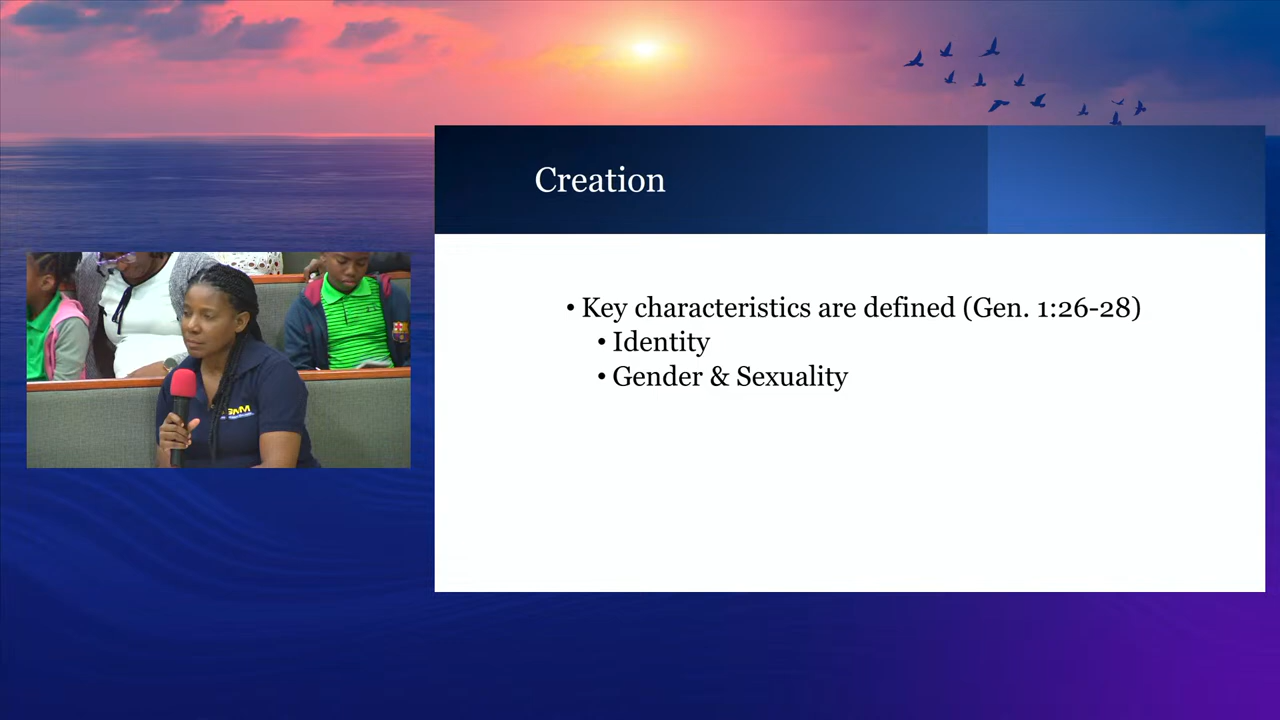 Creation
• Key characteristics are defined (Gen. 1:26-28)
• Identity
• Gender & Sexuality